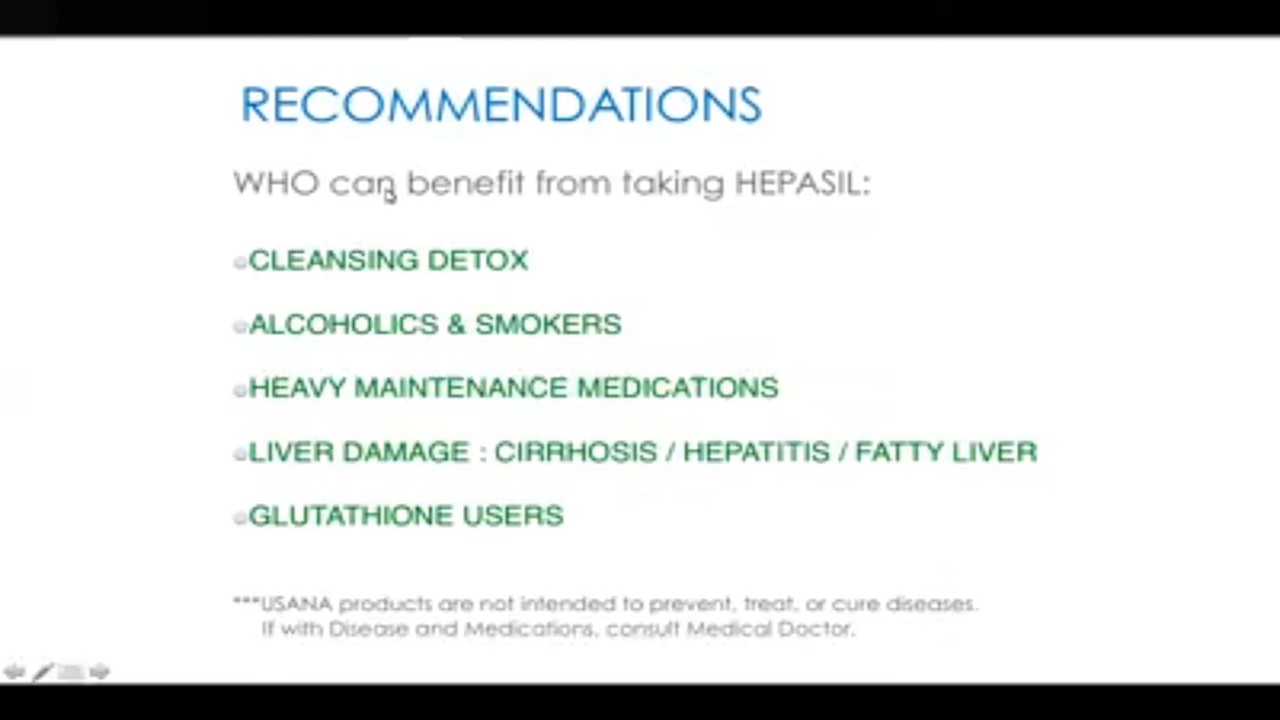 RECOMMENDATIONS
WHO can benefit from taking HEPASIL:
CLEANSING DETOX
ALCOHOLICS & SMOKERS
HEAVY MAINTENANCE MEDICATIONS
LIVER DAMAGE : CIRRHOSIS / HEPATITIS / FATTY LIVER
GLUTATHIONE USERS
***USANA products are not intended to prevent, treat, or cure diseases.
If with Disease and Medications, consult Medical Doctor.